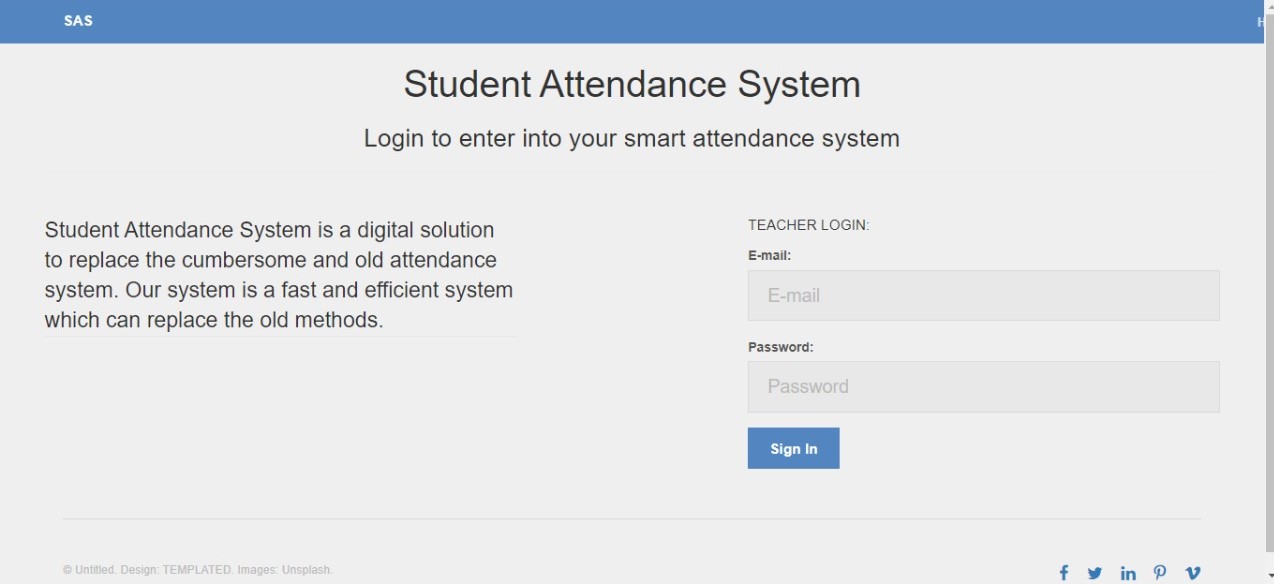 SAS
Student Attendance System
Login to enter into your smart attendance system
Student Attendance System is a digital solution
to replace the cumbersome and old attendance
system. Our system is a fast and efficient system
which can replace the old methods.
TEACHER LOGIN:
E-mail:
E-mail
Password:
Password
Sign In
© Untitled. Design: TEMPLATED. Images: Unsplash.